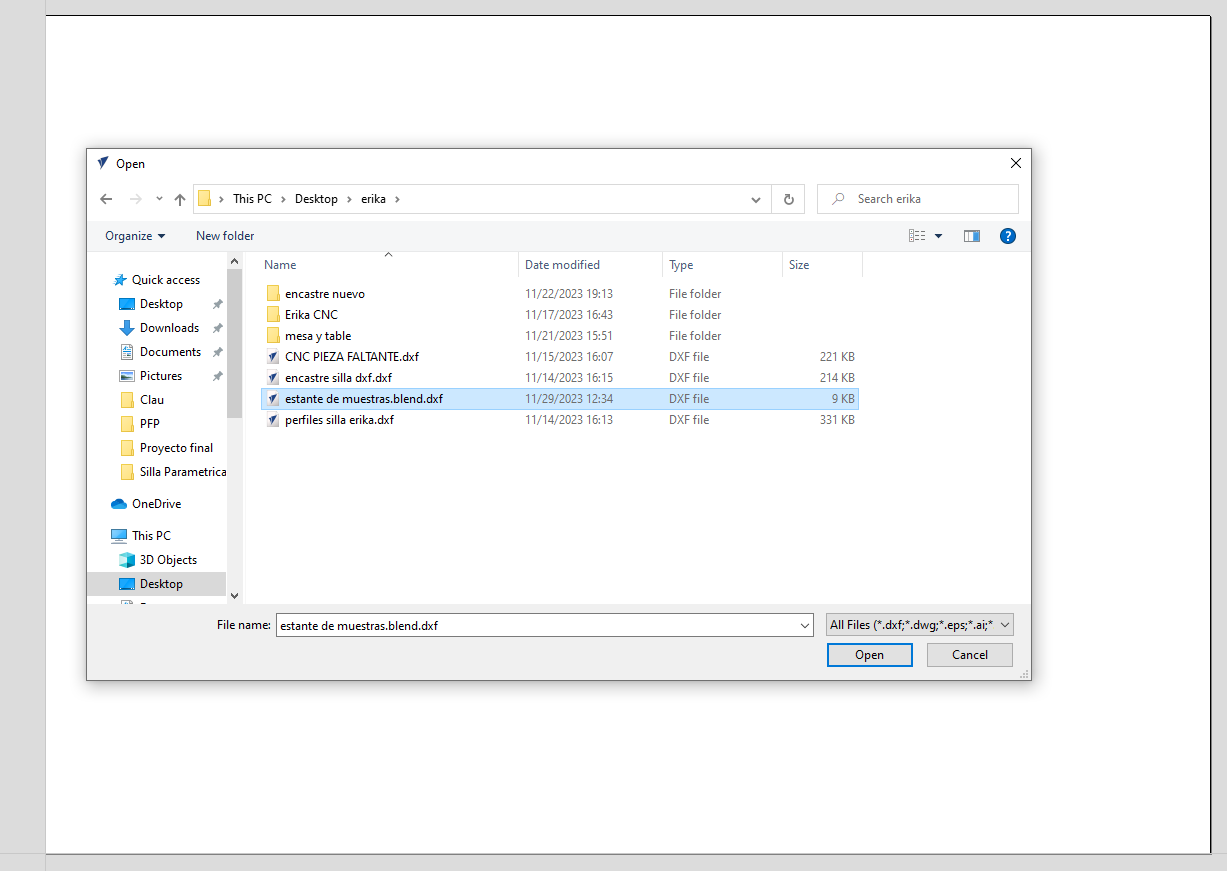 Open
This PC
Desktop
erika
Search erika
Organize
New folder
?
Name
Date modified
Type
Size
Quick access
Desktop
Downloads
Documents
Pictures
Clau
PFP
Proyecto final
Silla Parametrica
OneDrive
This PC
3D Objects
Desktop
encastre nuevo 11/22/2023 19:13 File folder
Erika CNC 11/17/2023 16:43 File folder
mesa y table 11/21/2023 15:51 File folder
CNC PIEZA FALTANTE.dxf 11/15/2023 16:07 DXF file 221 KB
encastre silla dxf.dxf 11/14/2023 16:15 DXF file 214 KB
estante de muestras.blend.dxf 11/29/2023 12:34 DXF file 9 KB
perfiles silla erika.dxf 11/14/2023 16:13 DXF file 331 KB
File name: estante de muestras.blend.dxf All Files (*.dxf;*.dwg;*.eps;*.ai;*
Open Cancel